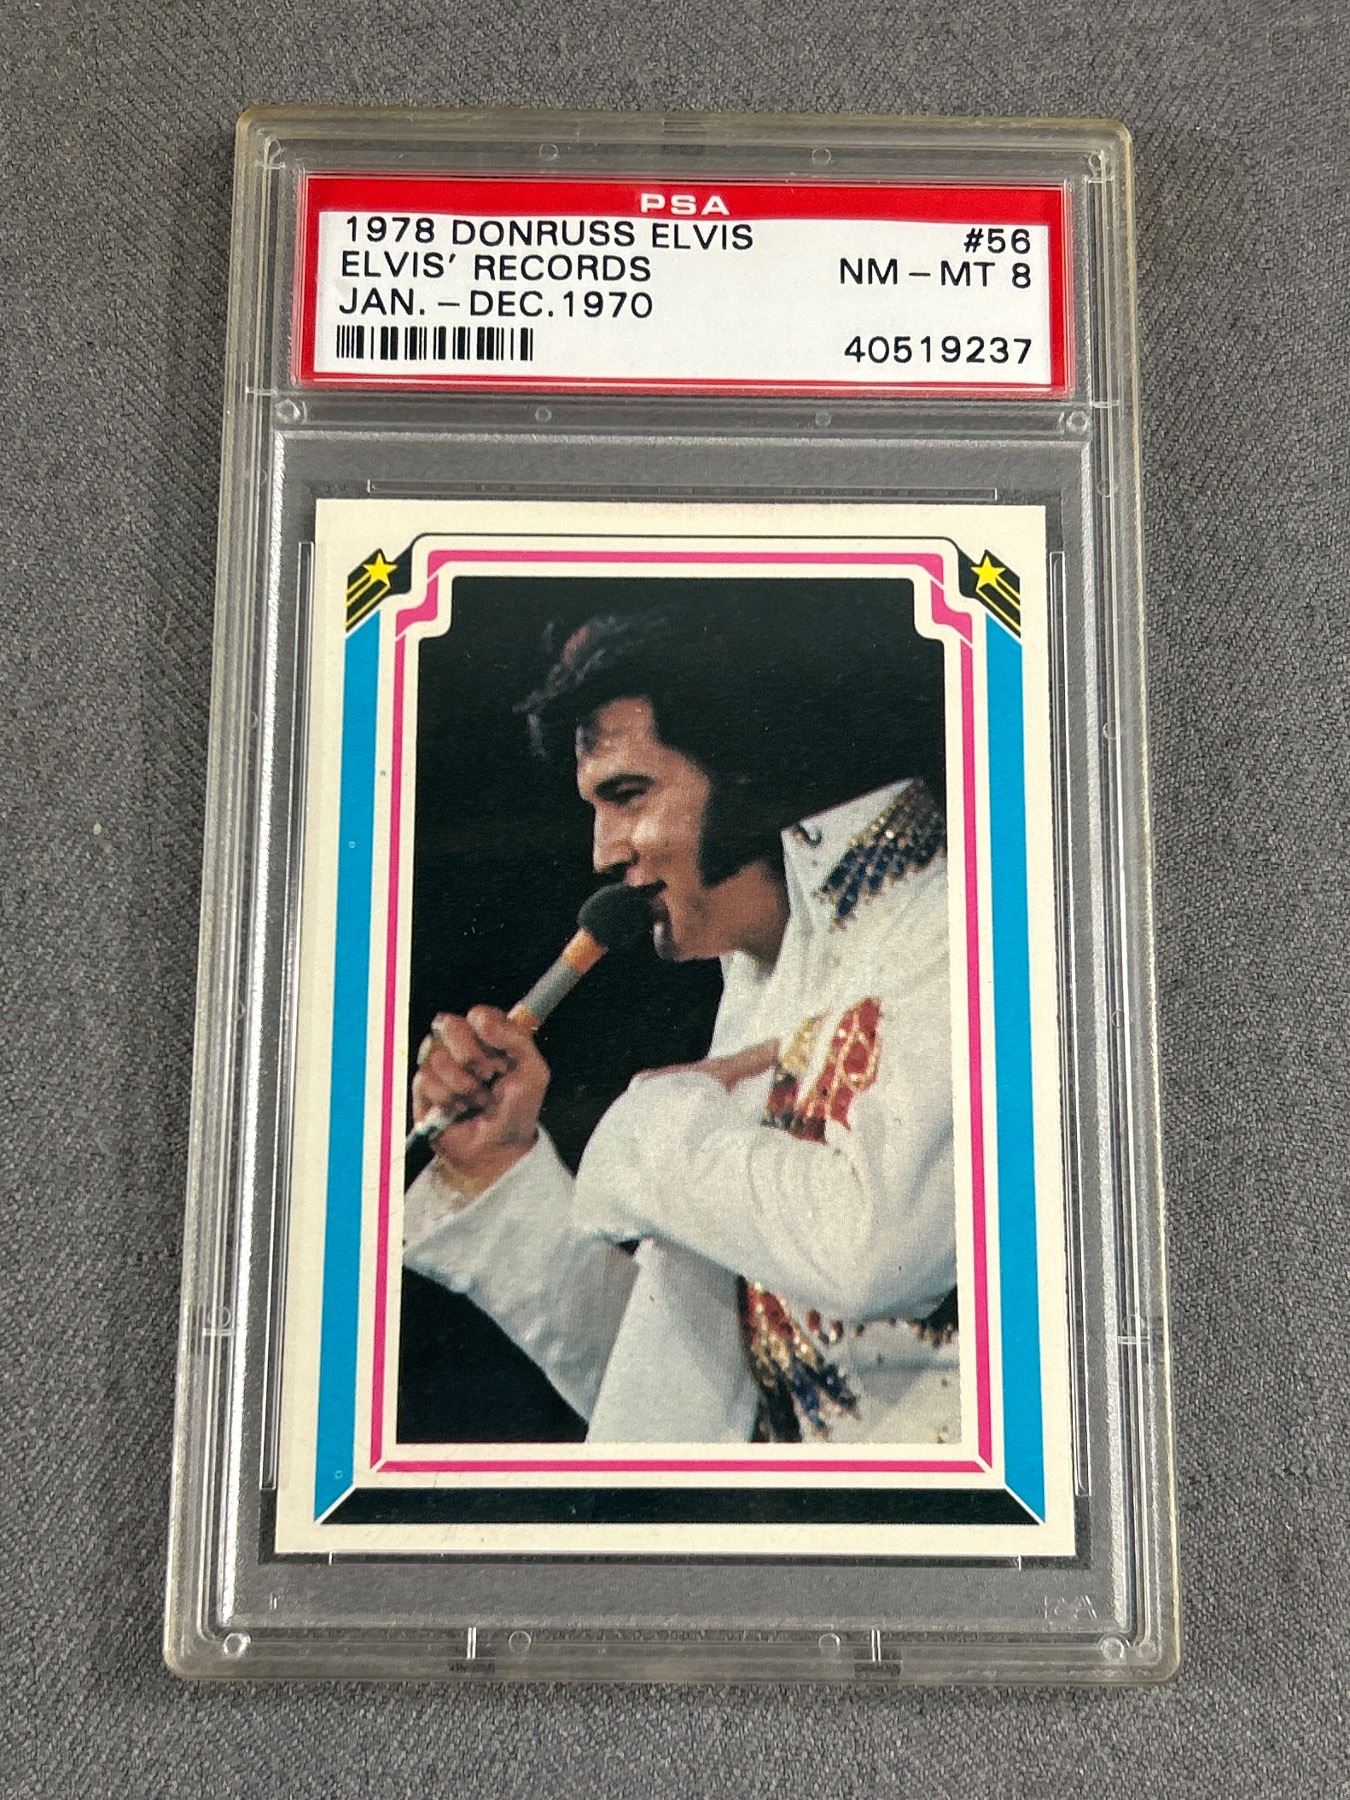 PSA
1978 DONRUSS ELVIS #56
ELVIS' RECORDS NM - MT 8
JAN. - DEC. 1970
40519237